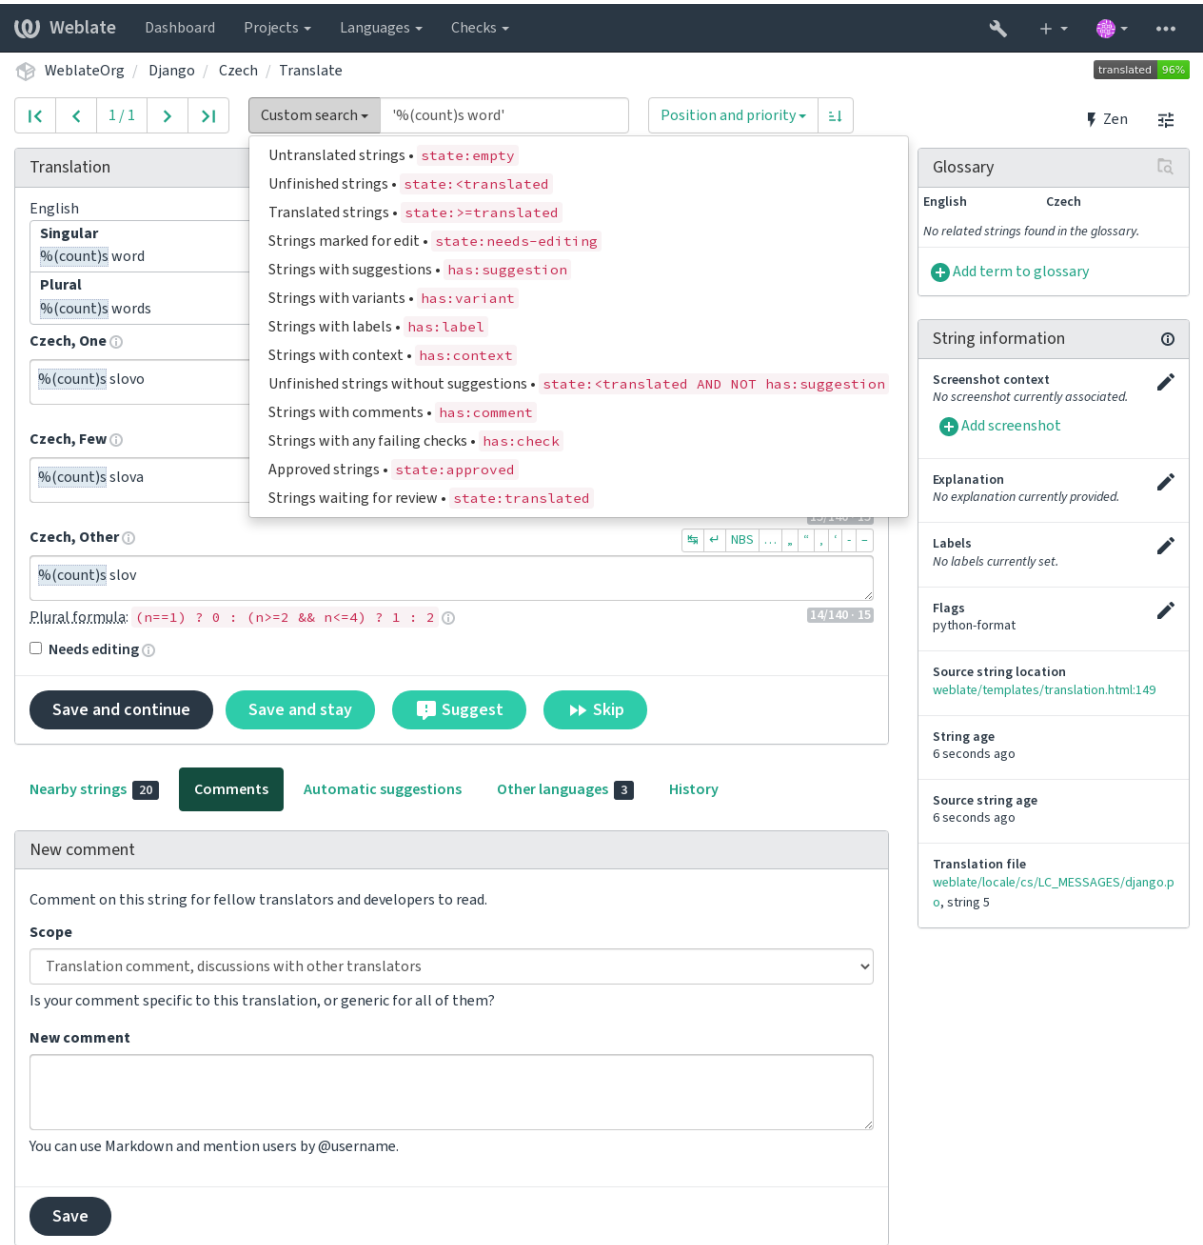 Weblate Dashboard Projects Languages Checks
WeblateOrg / Django / Czech / Translate
translated 96%
1 / 1
Custom search
'%(count)s word'
Position and priority
Zen
Untranslated strings • state:empty
Unfinished strings • state:<translated
Translated strings • state:>=translated
Strings marked for edit • state:needs-editing
Strings with suggestions • has:suggestion
Strings with variants • has:variant
Strings with labels • has:label
Strings with context • has:context
Unfinished strings without suggestions • state:<translated AND NOT has:suggestion
Strings with comments • has:comment
Strings with any failing checks • has:check
Approved strings • state:approved
Strings waiting for review • state:translated
Translation
English
Singular
%(count)s word
Plural
%(count)s words
Czech, One
%(count)s slovo
Czech, Few
%(count)s slova
Czech, Other
NBS … „ “ ‚ ‘ - –
%(count)s slov
Plural formula: (n==1) ? 0 : (n>=2 && n<=4) ? 1 : 2
14/140 · 15
Needs editing
Save and continue
Save and stay
Suggest
Skip
Nearby strings 20
Comments
Automatic suggestions
Other languages 3
History
New comment
Comment on this string for fellow translators and developers to read.
Scope
Translation comment, discussions with other translators
Is your comment specific to this translation, or generic for all of them?
New comment
You can use Markdown and mention users by @username.
Save
Glossary
English Czech
No related strings found in the glossary.
Add term to glossary
String information
Screenshot context
No screenshot currently associated.
Add screenshot
Explanation
No explanation currently provided.
Labels
No labels currently set.
Flags
python-format
Source string location
weblate/templates/translation.html:149
String age
6 seconds ago
Source string age
6 seconds ago
Translation file
weblate/locale/cs/LC_MESSAGES/django.p
o, string 5